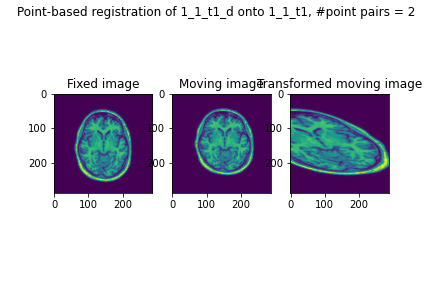 Point-based registration of 1_1_t1_d onto 1_1_t1, #point pairs = 2
Fixed image Moving image Transformed moving image
0 0 0
100 100 100
200 200 200
0 100 200 0 100 200 0 100 200